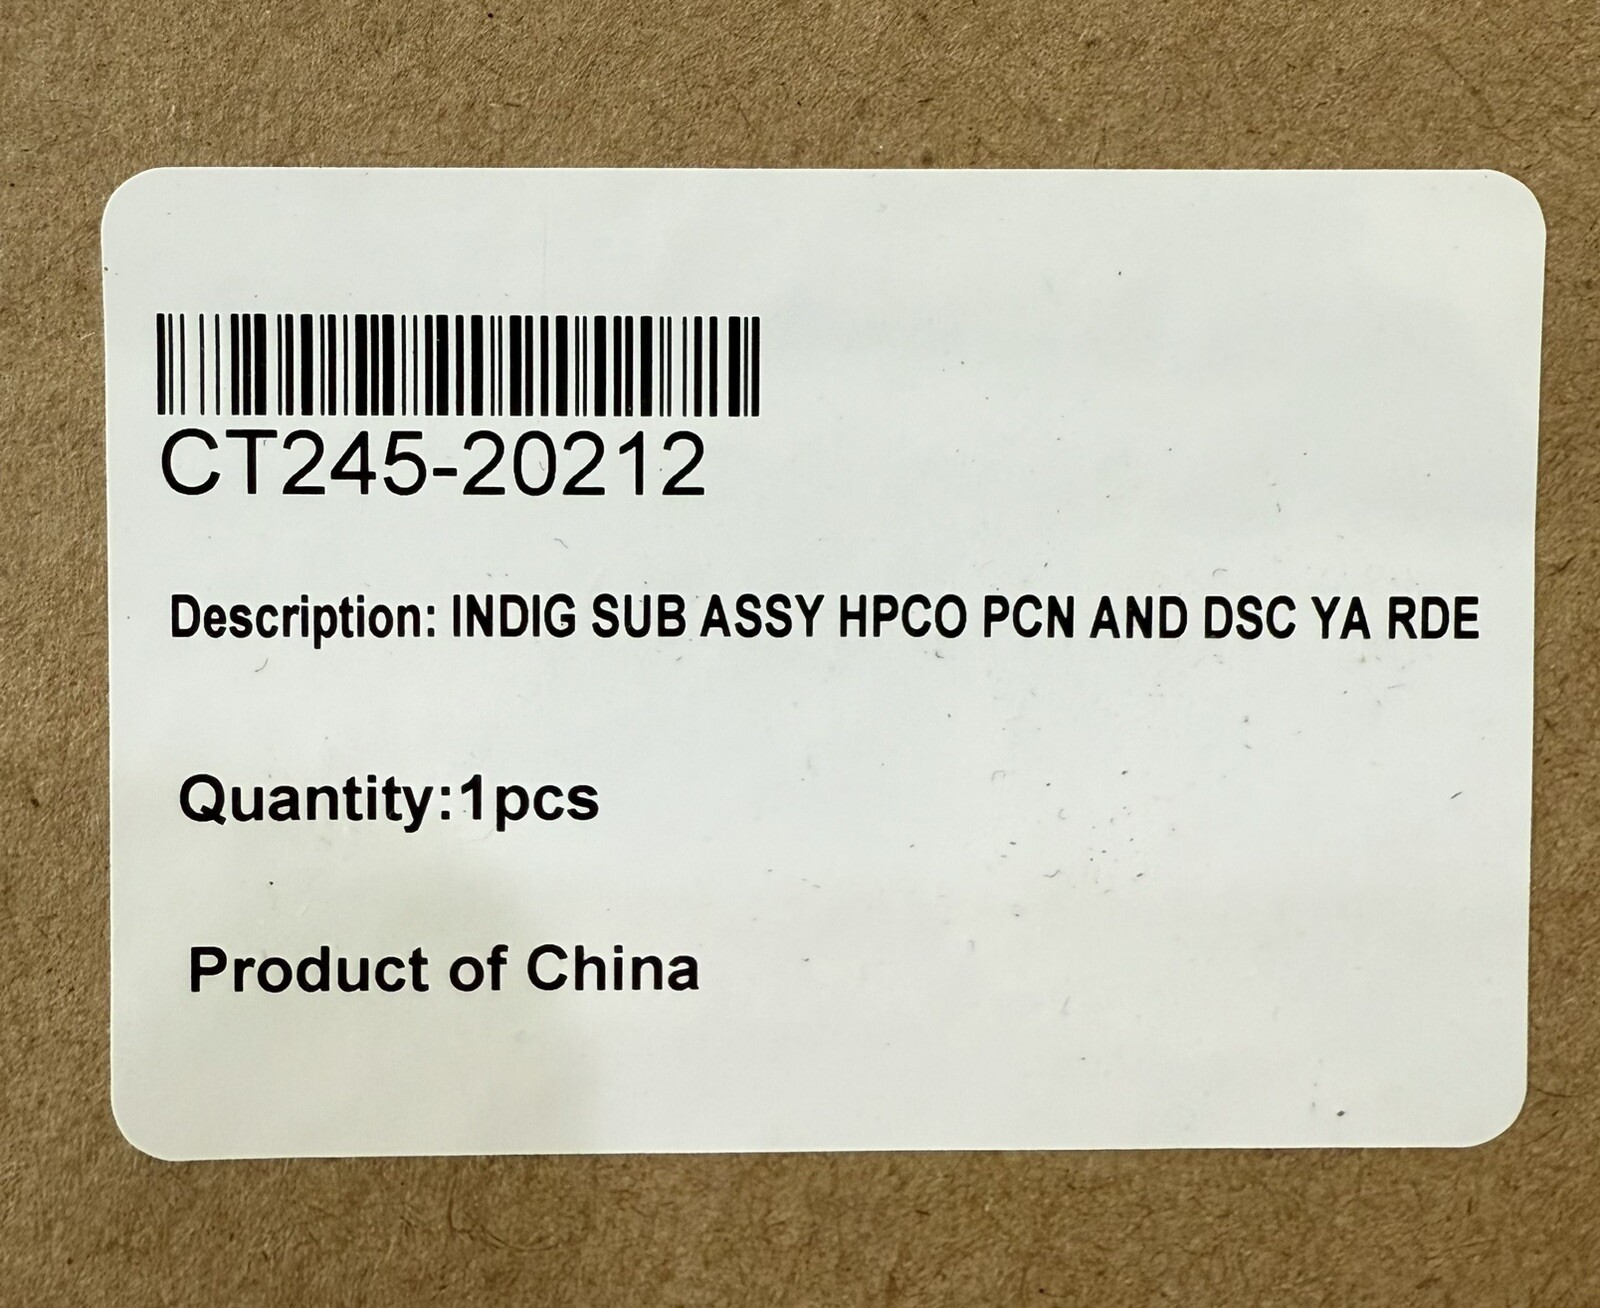 CT245-20212
Description: INDIG SUB ASSY HPCO PCN AND DSC YA RDE
Quantity:1pcs
Product of China